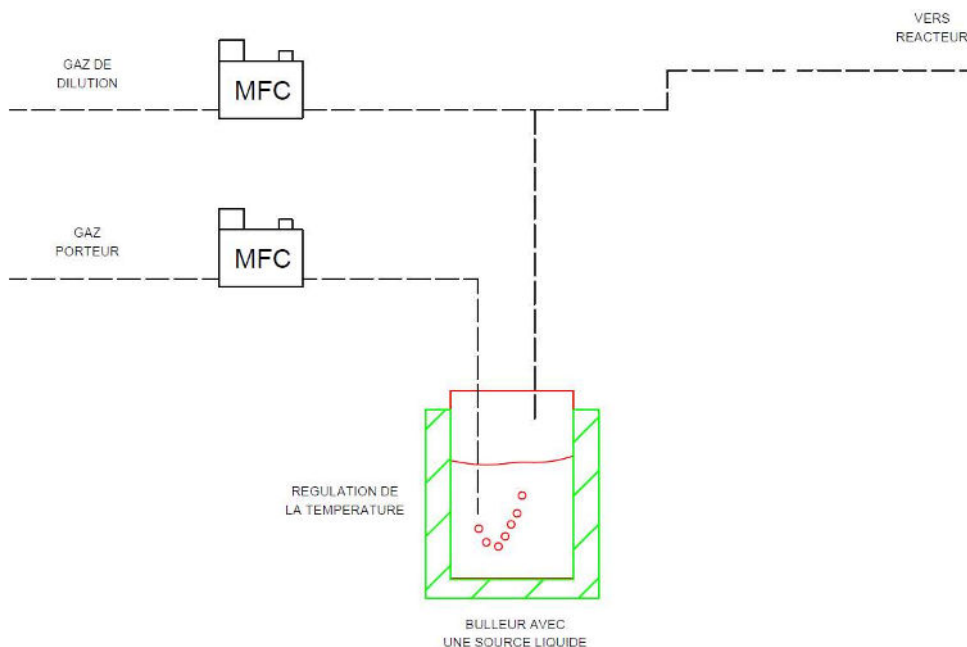 VERS
REACTEUR
GAZ DE
DILUTION
MFC
GAZ
PORTEUR
MFC
REGULATION DE
LA TEMPERATURE
BULLEUR AVEC
UNE SOURCE LIQUIDE